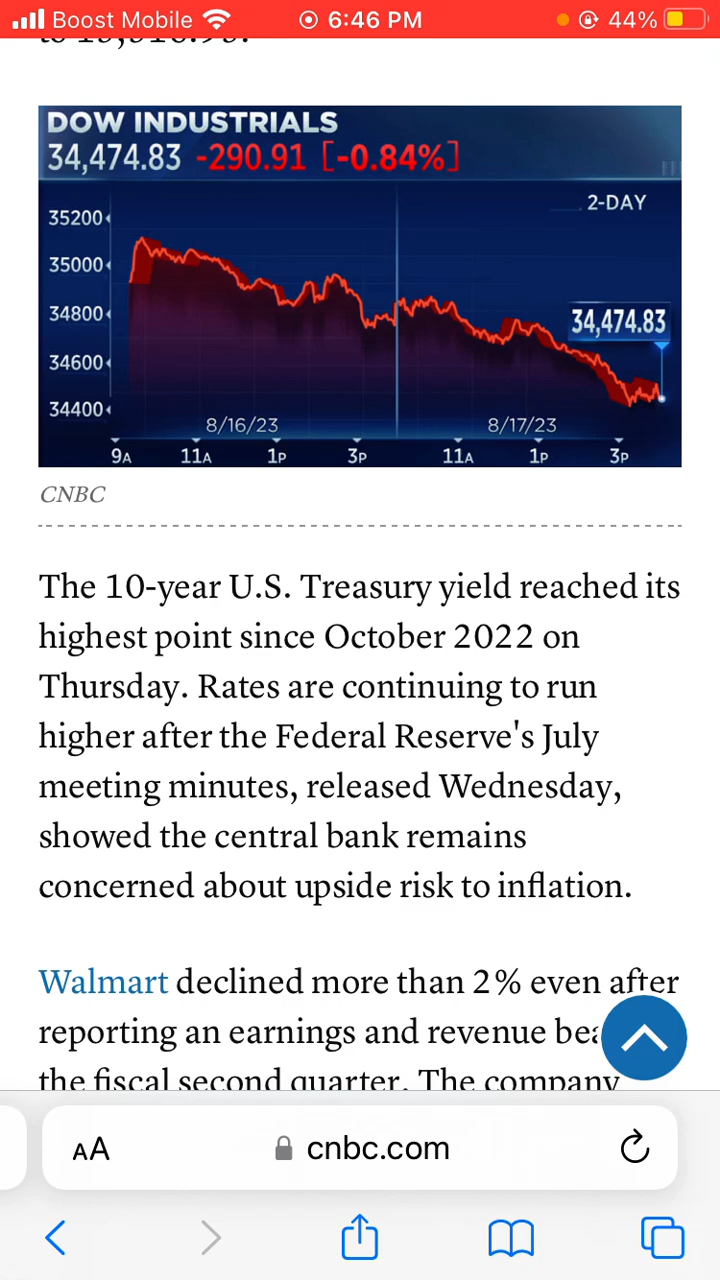 Boost Mobile 6:46 PM 44%
DOW INDUSTRIALS
34,474.83 -290.91 [-0.84%]
2-DAY
35200
35000
34800
34,474.83
34600
34400
8/16/23 8/17/23
9A 11A 1P 3P 11A 1P 3P
CNBC
The 10-year U.S. Treasury yield reached its
highest point since October 2022 on
Thursday. Rates are continuing to run
higher after the Federal Reserve's July
meeting minutes, released Wednesday,
showed the central bank remains
concerned about upside risk to inflation.
Walmart declined more than 2% even after
reporting an earnings and revenue
the fiscal second quarter. The company
AA cnbc.com